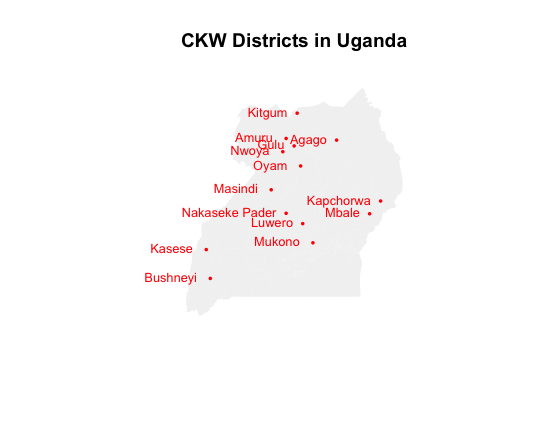 CKW Districts in Uganda
Kitgum
Amuru
Agago
Gulu
Nwoya
Oyam
Masindi
Kapchorwa
Nakaseke Pader
Mbale
Luwero
Mukono
Kasese
Bushneyi